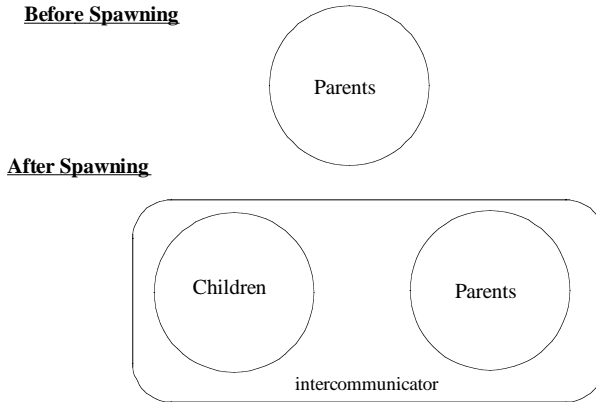 Before Spawning
Parents
After Spawning
Children
Parents
intercommunicator